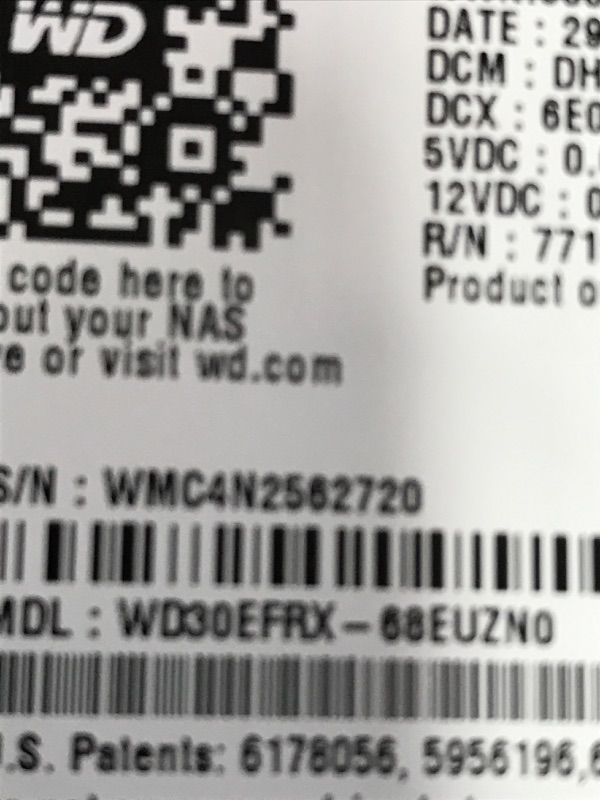 WD
DATE : 29
DCM : DH
DCX : 6E0
5VDC : 0.
12VDC : 0
R/N : 771
Product o
code here to
out your NAS
e or visit wd.com
S/N : WMC4N2562720
MDL : WD30EFRX-68EUZN0
U.S. Patents: 6178056, 5956196,6